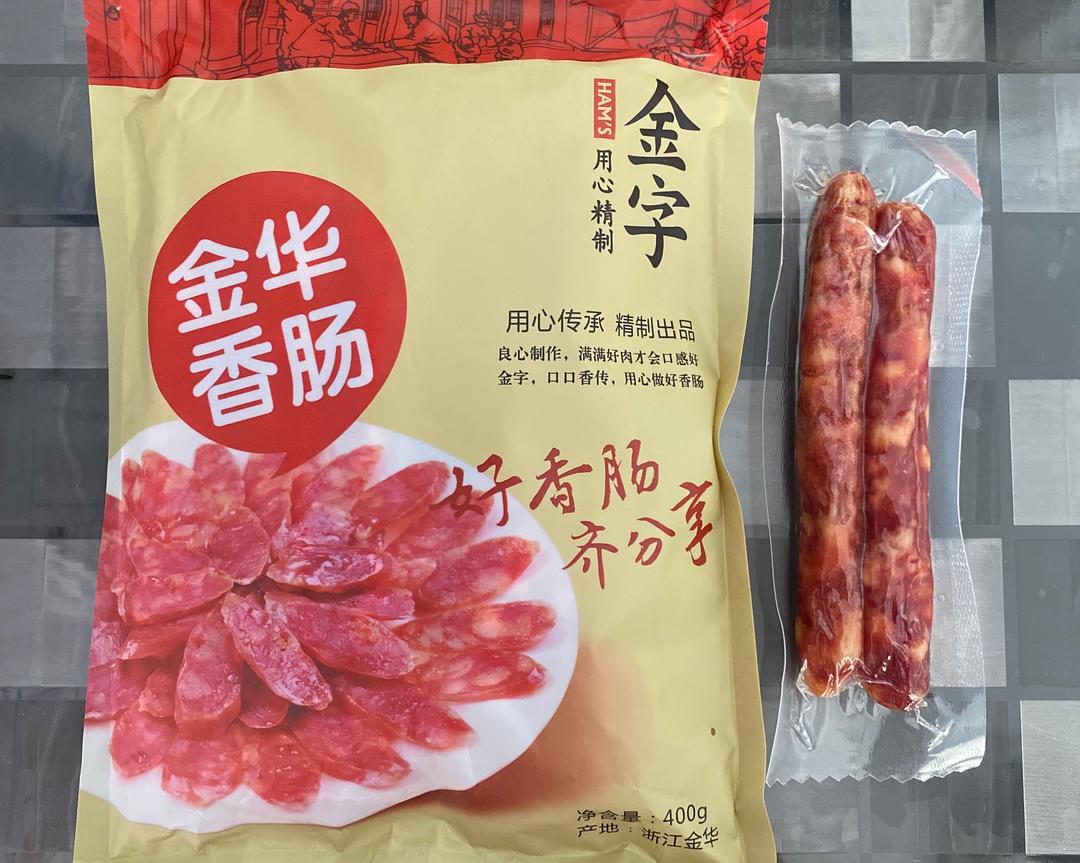 金字
HAM'S
用心精制
金华
香肠
用心传承 精制出品
良心制作，满满好肉才会口感好
金字，口口香传，用心做好香肠
好香肠
齐分享
净含量：400g
产地：浙江金华